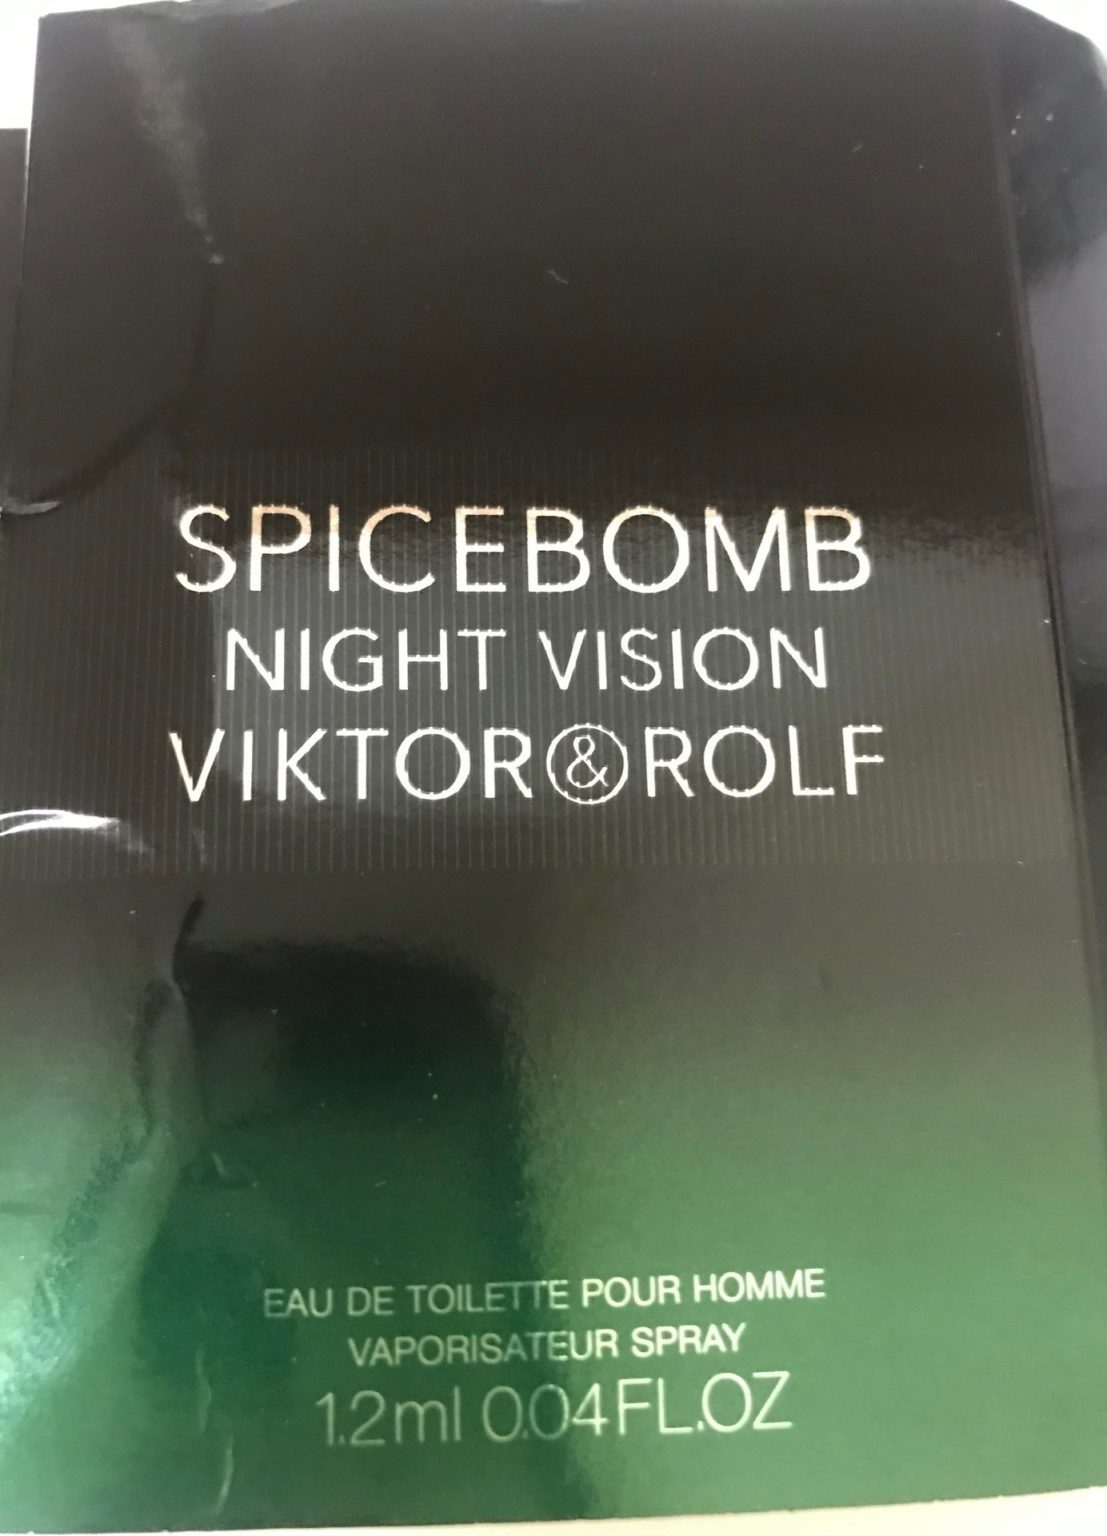 SPICEBOMB
NIGHT VISION
VIKTOR&ROLF
EAU DE TOILETTE POUR HOMME
VAPORISATEUR SPRAY
1.2ml 0.04FL.OZ